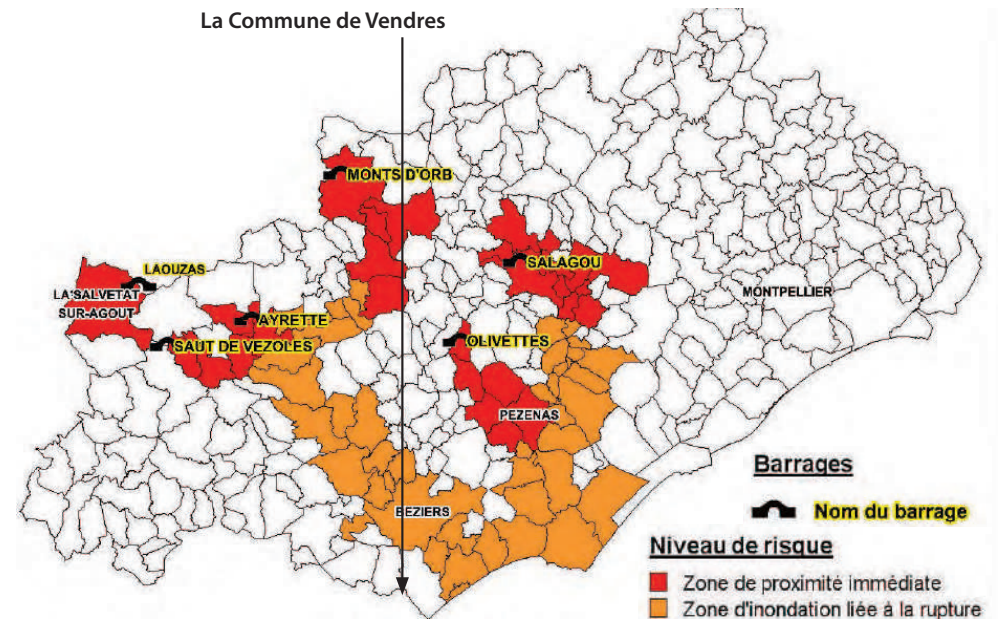 La Commune de Vendres
MONTS D'ORB
LAOUZAS
SALAGOU
LA SALVETAT
SUR-AGOUT
MONTPELLIER
AYRETTE
SAUT DE VEZOLES
OLIVETTES
PEZENAS
BEZIERS
Barrages
Nom du barrage
Niveau de risque
Zone de proximité immédiate
Zone d'inondation liée à la rupture